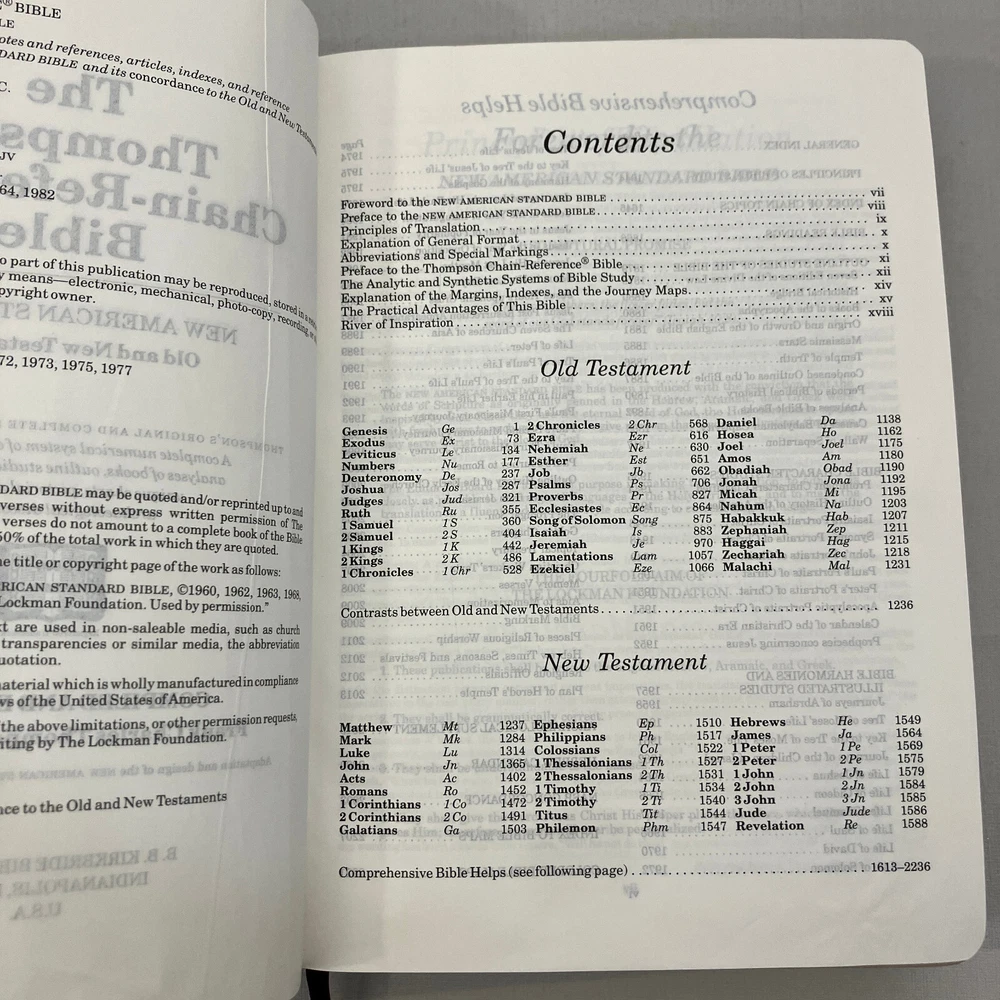 ® BIBLE
LE
otes and references, articles, indexes, and reference
DARD BIBLE and its concordance to the Old and New Testaments
C.
JV
64, 1982
o part of this publication may be reproduced, stored in a
y means—electronic, mechanical, photo-copy, recording, or
pyright owner.
72, 1973, 1975, 1977
DARD BIBLE may be quoted and/or reprinted up to and
verses without express written permission of The
verses do not amount to a complete book of the Bible
50% of the total work in which they are quoted.
he title or copyright page of the work as follows:
ERICAN STANDARD BIBLE, ©1960, 1962, 1963, 1968,
Lockman Foundation. Used by permission."
xt are used in non-saleable media, such as church
transparencies or similar media, the abbreviation
uotation.
aterial which is wholly manufactured in compliance
ws of the United States of America.
the above limitations, or other permission requests,
iting by The Lockman Foundation.
nce to the Old and New Testaments
Contents
Foreword to the NEW AMERICAN STANDARD BIBLE vii
Preface to the NEW AMERICAN STANDARD BIBLE viii
Principles of Translation ix
Explanation of General Format x
Abbreviations and Special Markings x
Preface to the Thompson Chain-Reference® Bible xi
The Analytic and Synthetic Systems of Bible Study xii
Explanation of the Margins, Indexes, and the Journey Maps xiv
The Practical Advantages of This Bible xv
River of Inspiration xviii
Old Testament
Genesis Ge 1 2 Chronicles 2 Chr 568 Daniel Da 1138
Exodus Ex 73 Ezra Ezr 616 Hosea Ho 1162
Leviticus Le 134 Nehemiah Ne 630 Joel Joel 1175
Numbers Nu 177 Esther Est 651 Amos Am 1180
Deuteronomy De 237 Job Jb 662 Obadiah Obad 1190
Joshua Jos 287 Psalms Ps 706 Jonah Jona 1192
Judges Jud 321 Proverbs Pr 827 Micah Mi 1195
Ruth Ru 355 Ecclesiastes Ec 864 Nahum Na 1203
1 Samuel 1 S 360 Song of Solomon Song 875 Habakkuk Hab 1207
2 Samuel 2 S 404 Isaiah Is 883 Zephaniah Zep 1211
1 Kings 1 K 442 Jeremiah Je 970 Haggai Hag 1215
2 Kings 2 K 486 Lamentations Lam 1057 Zechariah Zec 1218
1 Chronicles 1 Chr 528 Ezekiel Eze 1066 Malachi Mal 1231
Contrasts between Old and New Testaments 1236
New Testament
Matthew Mt 1237 Ephesians Ep 1510 Hebrews He 1549
Mark Mk 1284 Philippians Ph 1517 James Ja 1564
Luke Lu 1314 Colossians Col 1522 1 Peter 1 Pe 1569
John Jn 1365 1 Thessalonians 1 Th 1527 2 Peter 2 Pe 1575
Acts Ac 1402 2 Thessalonians 2 Th 1531 1 John 1 Jn 1579
Romans Ro 1452 1 Timothy 1 Ti 1534 2 John 2 Jn 1584
1 Corinthians 1 Co 1472 2 Timothy 2 Ti 1540 3 John 3 Jn 1585
2 Corinthians 2 Co 1491 Titus Tit 1544 Jude Jude 1586
Galatians Ga 1503 Philemon Phm 1547 Revelation Re 1588
Comprehensive Bible Helps (see following page) 1613–2236